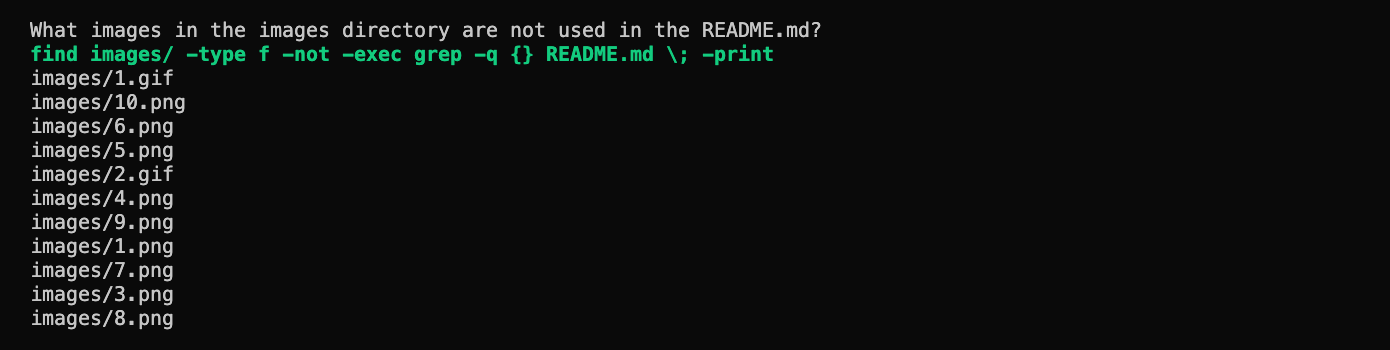 What images in the images directory are not used in the README.md?
find images/ -type f -not -exec grep -q {} README.md \; -print
images/1.gif
images/10.png
images/6.png
images/5.png
images/2.gif
images/4.png
images/9.png
images/1.png
images/7.png
images/3.png
images/8.png